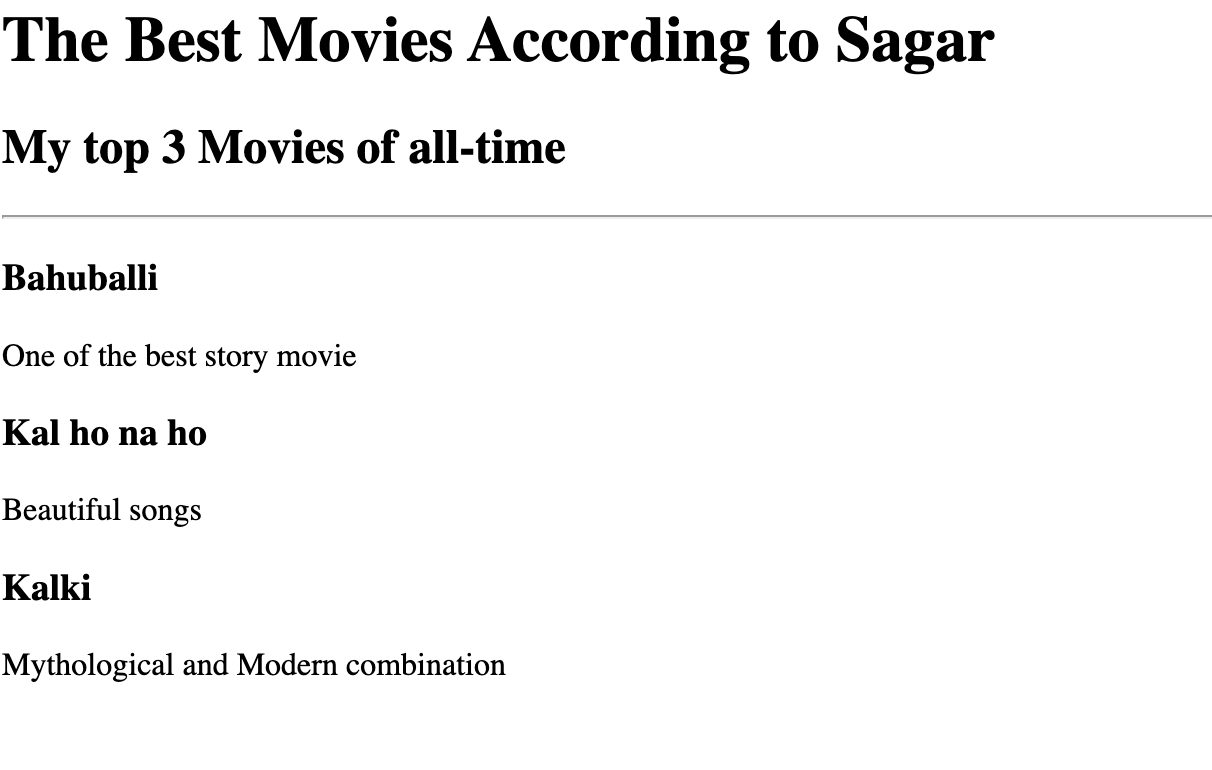 The Best Movies According to Sagar
My top 3 Movies of all-time
Bahuballi
One of the best story movie
Kal ho na ho
Beautiful songs
Kalki
Mythological and Modern combination